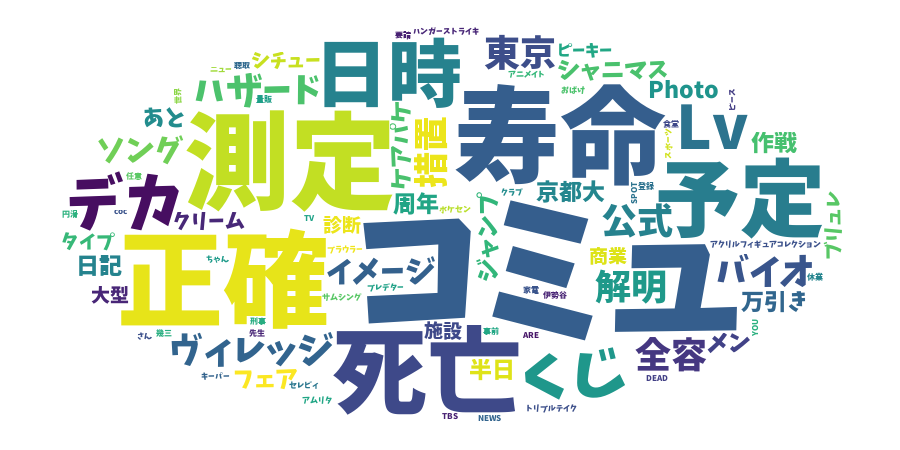 要請
ハンガーストライキ
ニュー
聴取
シチュー
日時
東京
ピーキー
アニメイト
シャニマス
世界
ハザード
量販
おばけ
Photo
ピース
あと
測定
ケアパケ
措置
寿命
食堂
スポーツ
Lv
作戦
ソング
任意
デカ
クリーム
円滑
COC
TV
周年
ポケセン
クラブ
京都大
SPOT
登録
予定
公式
ブリュレ
タイプ
日記
正確
ちゃん
診断
ブラウラー
イメージ
プレデター
コミュ
ジャンプ
商業
アクリルフィギュアコレクション
バイオ
休業
解明
大型
サムシング
家電
伊勢谷
万引き
さん
幾三
刑事
先生
ヴィレッジ
施設
事前
ARE
YOU
全容
メン
死亡
半日
くじ
DEAD
キーパー
フェア
セレビィ
アムリタ
TBS
NEWS
トリプルテイク